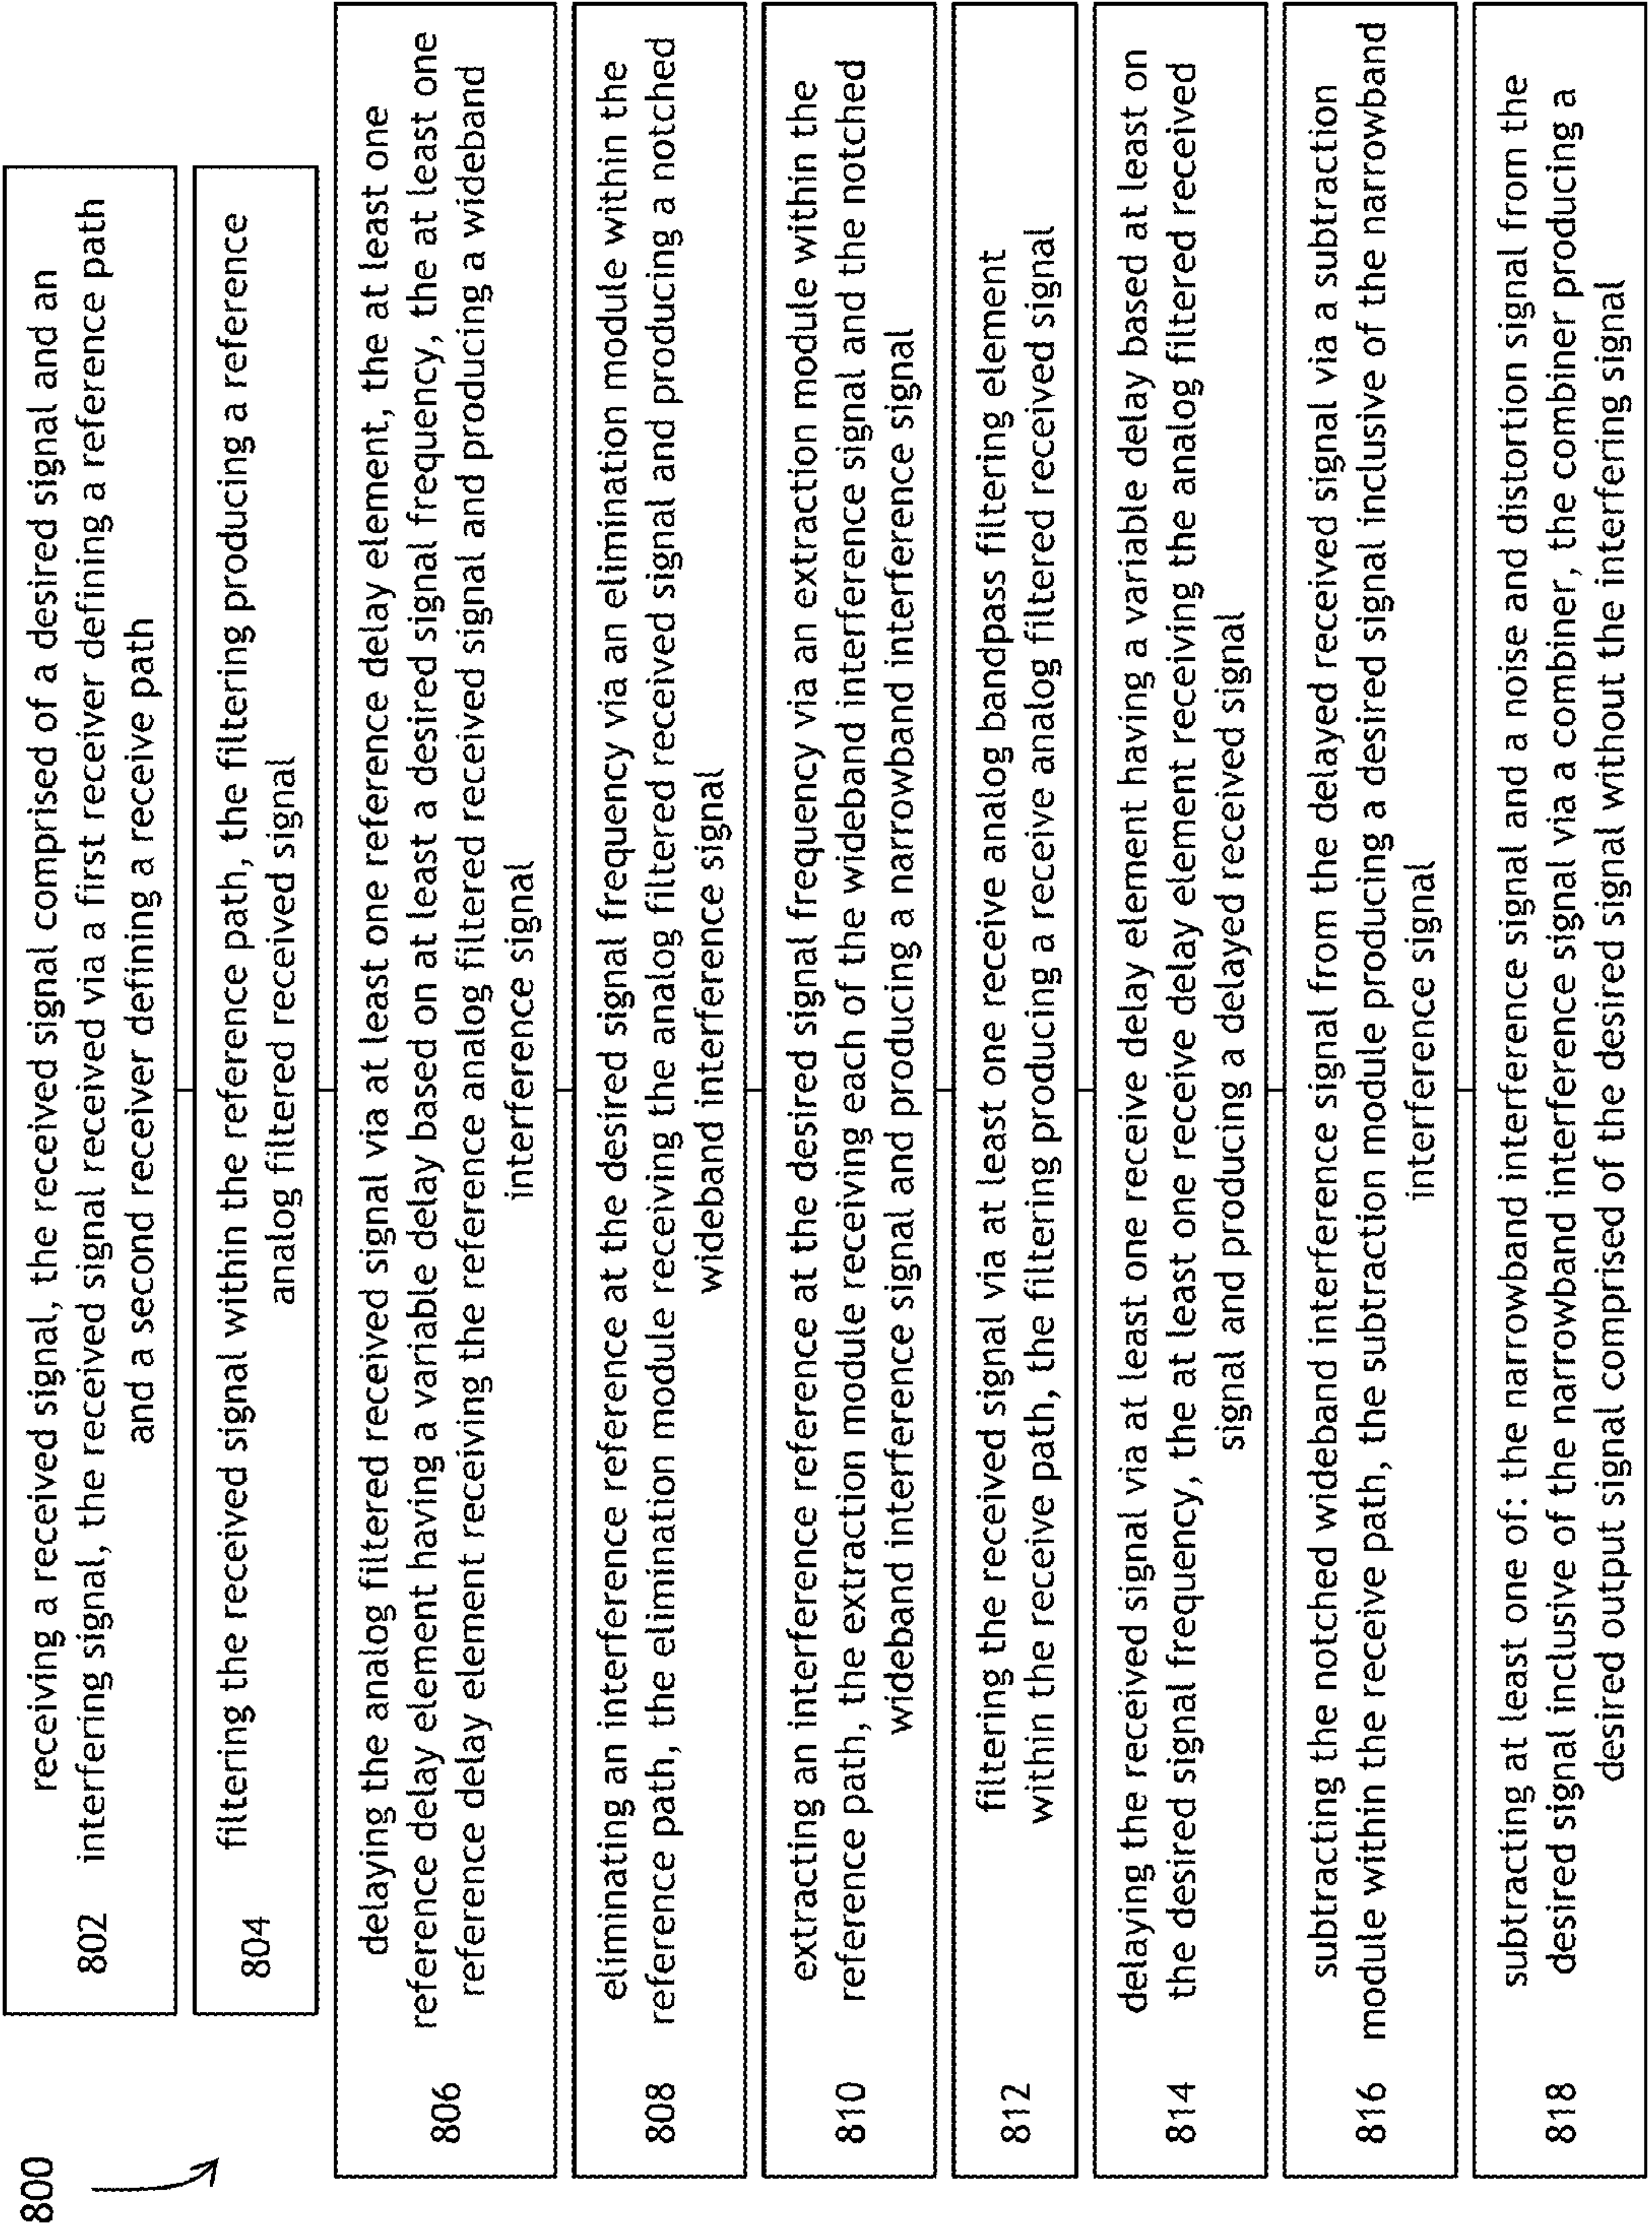 800
receiving a received signal, the received signal comprised of a desired signal and an
802 interfering signal, the received signal received via a first receiver defining a reference path
and a second receiver defining a receive path
filtering the received signal within the reference path, the filtering producing a reference
804
analog filtered received signal
delaying the analog filtered received signal via at least one reference delay element, the at least one
reference delay element having a variable delay based on at least a desired signal frequency, the at least one
806
reference delay element receiving the reference analog filtered received signal and producing a wideband
interference signal
eliminating an interference reference at the desired signal frequency via an elimination module within the
808 reference path, the elimination module receiving the analog filtered received signal and producing a notched
wideband interference signal
extracting an interference reference at the desired signal frequency via an extraction module within the
810 reference path, the extraction module receiving each of the wideband interference signal and the notched
wideband interference signal and producing a narrowband interference signal
filtering the received signal via at least one receive analog bandpass filtering element
812
within the receive path, the filtering producing a receive analog filtered received signal
delaying the received signal via at least one receive delay element having a variable delay based at least on
814 the desired signal frequency, the at least one receive delay element receiving the analog filtered received
signal and producing a delayed received signal
subtracting the notched wideband interference signal from the delayed received signal via a subtraction
816 module within the receive path, the subtraction module producing a desired signal inclusive of the narrowband
interference signal
subtracting at least one of: the narrowband interference signal and a noise and distortion signal from the
818 desired signal inclusive of the narrowband interference signal via a combiner, the combiner producing a
desired output signal comprised of the desired signal without the interfering signal